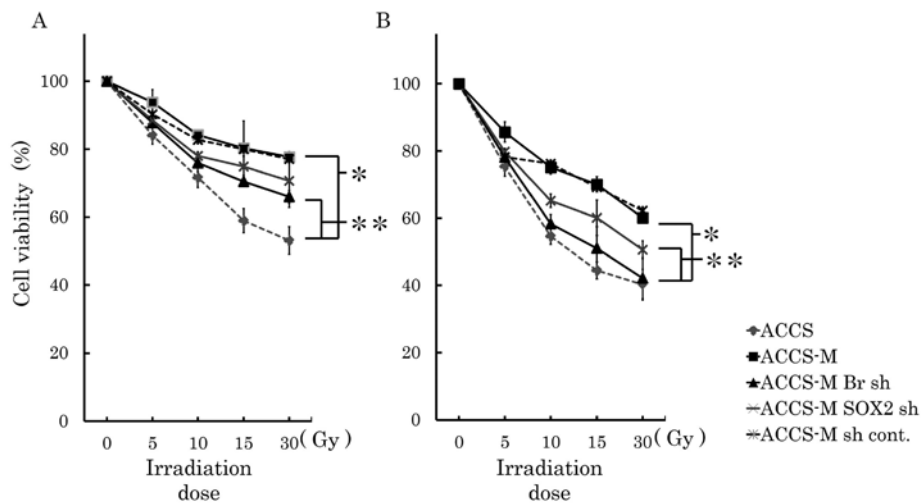 A
B
Cell viability (%)
100
80
60
40
20
0
*
**
0 5 10 15 30 (Gy)
Irradiation
dose
100
80
60
40
20
0
*
**
0 5 10 15 30 (Gy)
Irradiation
dose
ACCS
ACCS-M
ACCS-M Br sh
ACCS-M SOX2 sh
ACCS-M sh cont.